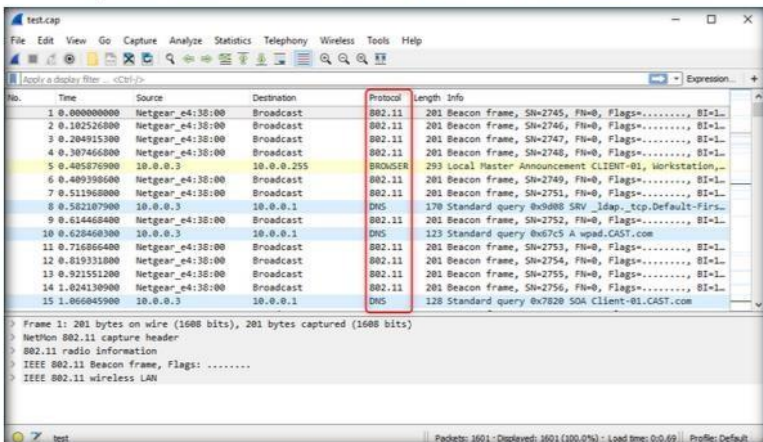 test.cap
File Edit View Go Capture Analyze Statistics Telephony Wireless Tools Help
Apply a display filter ... <Ctrl-/> Expression... +
No. Time Source Destination Protocol Length Info
1 0.000000000 Netgear_e4:38:00 Broadcast 802.11 201 Beacon frame, SN=2745, FN=0, Flags=........, BI=1…
2 0.102526800 Netgear_e4:38:00 Broadcast 802.11 201 Beacon frame, SN=2746, FN=0, Flags=........, BI=1…
3 0.204915300 Netgear_e4:38:00 Broadcast 802.11 201 Beacon frame, SN=2747, FN=0, Flags=........, BI=1…
4 0.307466800 Netgear_e4:38:00 Broadcast 802.11 201 Beacon frame, SN=2748, FN=0, Flags=........, BI=1…
5 0.405876900 10.0.0.3 10.0.0.255 BROWSER 293 Local Master Announcement CLIENT-01, Workstation,…
6 0.409398600 Netgear_e4:38:00 Broadcast 802.11 201 Beacon frame, SN=2749, FN=0, Flags=........, BI=1…
7 0.511968000 Netgear_e4:38:00 Broadcast 802.11 201 Beacon frame, SN=2751, FN=0, Flags=........, BI=1…
8 0.582107900 10.0.0.3 10.0.0.1 DNS 170 Standard query 0x9d08 SRV _ldap._tcp.Default-Firs…
9 0.614468400 Netgear_e4:38:00 Broadcast 802.11 201 Beacon frame, SN=2752, FN=0, Flags=........, BI=1…
10 0.628460300 10.0.0.3 10.0.0.1 DNS 123 Standard query 0x67c5 A wpad.CAST.com
11 0.716866400 Netgear_e4:38:00 Broadcast 802.11 201 Beacon frame, SN=2753, FN=0, Flags=........, BI=1…
12 0.819331800 Netgear_e4:38:00 Broadcast 802.11 201 Beacon frame, SN=2754, FN=0, Flags=........, BI=1…
13 0.921551200 Netgear_e4:38:00 Broadcast 802.11 201 Beacon frame, SN=2755, FN=0, Flags=........, BI=1…
14 1.024130900 Netgear_e4:38:00 Broadcast 802.11 201 Beacon frame, SN=2756, FN=0, Flags=........, BI=1…
15 1.066045900 10.0.0.3 10.0.0.1 DNS 128 Standard query 0x7820 SOA Client-01.CAST.com
Frame 1: 201 bytes on wire (1608 bits), 201 bytes captured (1608 bits)
NetMon 802.11 capture header
802.11 radio information
IEEE 802.11 Beacon frame, Flags: ........
IEEE 802.11 wireless LAN
test Packets: 1601 · Displayed: 1601 (100.0%) · Load time: 0:0.69 Profile: Default